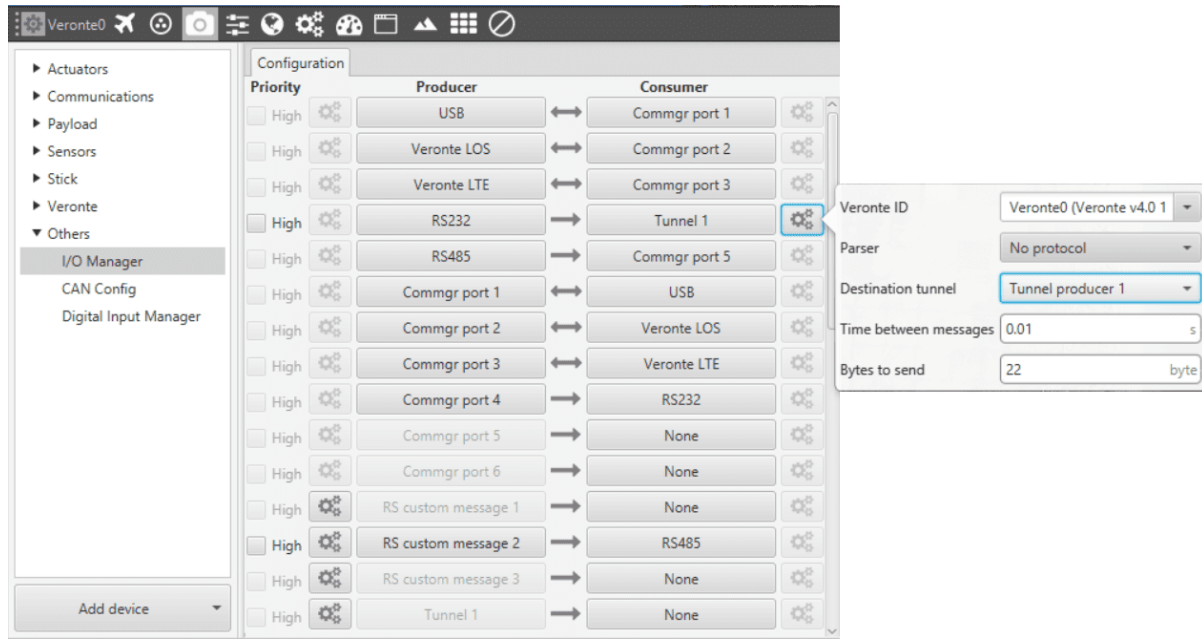 Veronte0
Actuators
Communications
Payload
Sensors
Stick
Veronte
Others
I/O Manager
CAN Config
Digital Input Manager
Add device
Configuration
Priority Producer Consumer
High USB Commgr port 1
High Veronte LOS Commgr port 2
High Veronte LTE Commgr port 3
High RS232 Tunnel 1
High RS485 Commgr port 5
High Commgr port 1 USB
High Commgr port 2 Veronte LOS
High Commgr port 3 Veronte LTE
High Commgr port 4 RS232
High Commgr port 5 None
High Commgr port 6 None
High RS custom message 1 None
High RS custom message 2 RS485
High RS custom message 3 None
High Tunnel 1 None
Veronte ID Veronte0 (Veronte v4.0 1
Parser No protocol
Destination tunnel Tunnel producer 1
Time between messages 0.01 s
Bytes to send 22 byte